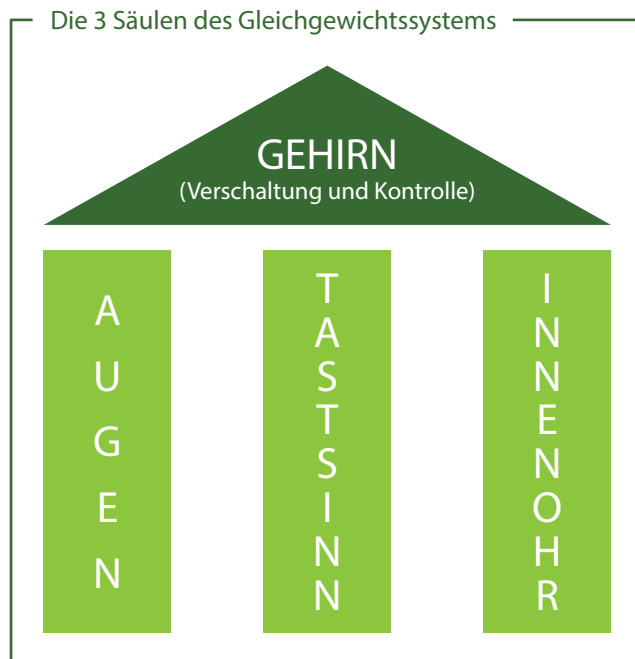 Die 3 Säulen des Gleichgewichtssystems
GEHIRN
(Verschaltung und Kontrolle)
AUGEN
TASTSINN
INNENOHR